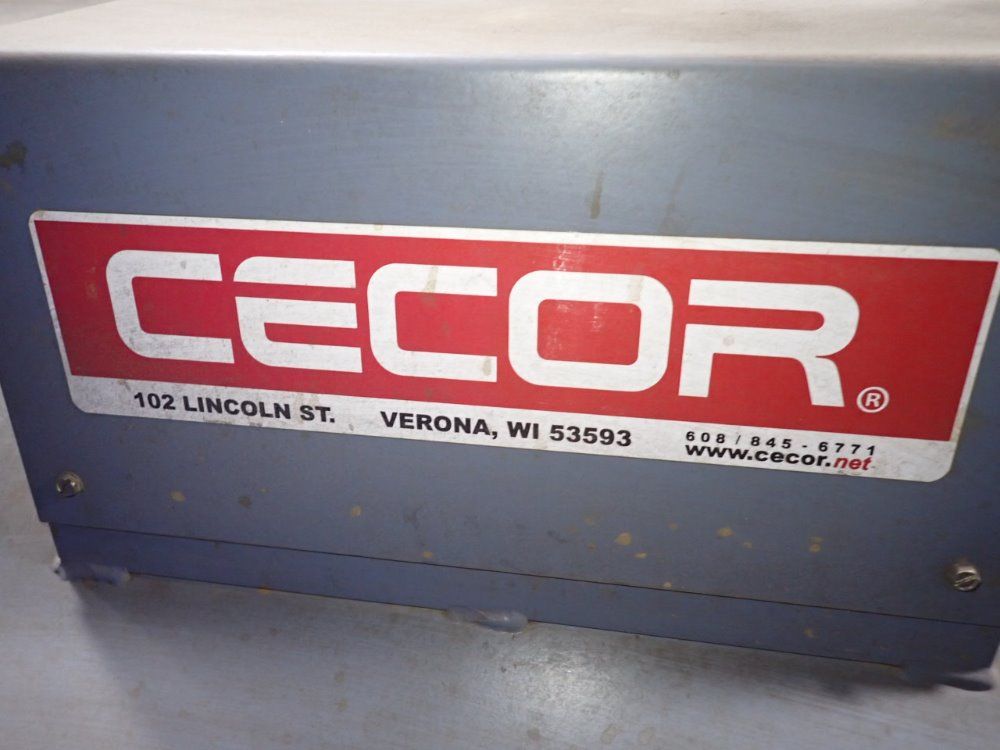 CECOR®
102 LINCOLN ST. VERONA, WI 53593
608/845-6771
www.cecor.net